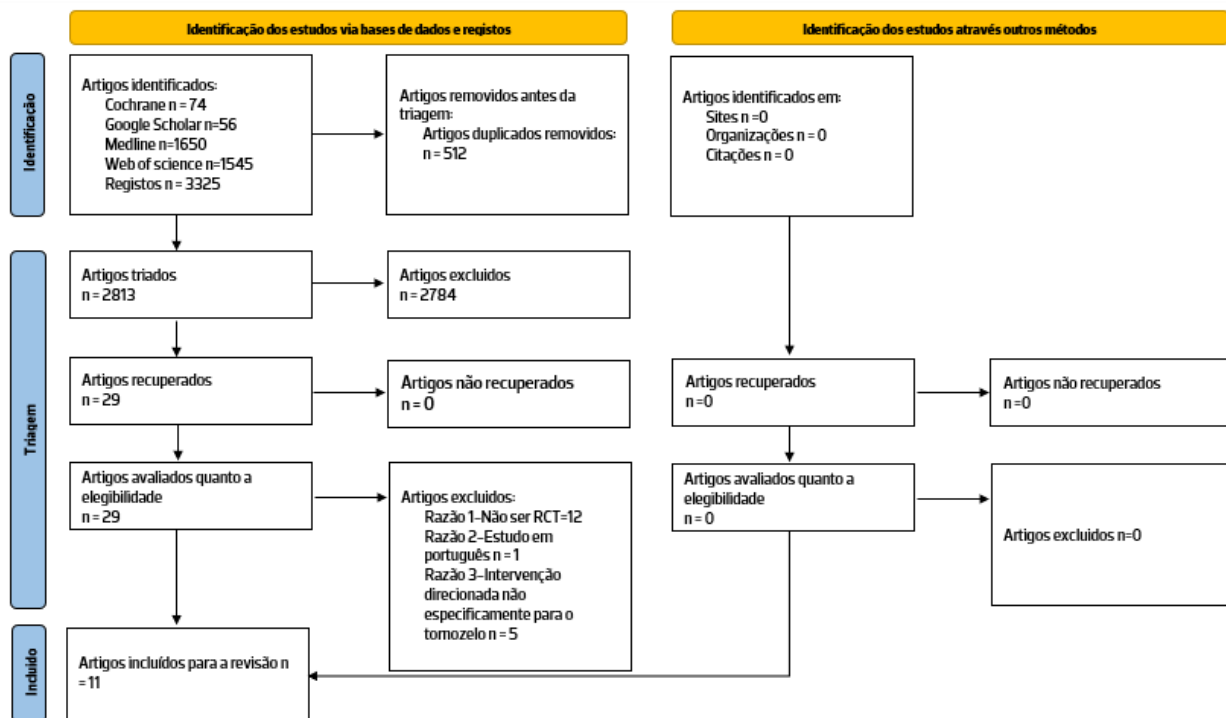 Identificação dos estudos via bases de dados e registos
Identificação dos estudos através outros métodos
Identificação
Artigos identificados:
Cochrane n = 74
Google Scholar n=56
Medline n=1650
Web of science n=1545
Registos n = 3325
Artigos removidos antes da
triagem:
Artigos duplicados removidos:
n = 512
Artigos identificados em:
Sites n =0
Organizações n = 0
Citações n = 0
Triagem
Artigos triados
n = 2813
Artigos excluidos
n = 2784
Artigos recuperados
n = 29
Artigos não recuperados
n = 0
Artigos recuperados
n =0
Artigos não recuperados
n =0
Artigos avaliados quanto a
elegibilidade
n = 29
Artigos excluidos:
Razão 1-Não ser RCT=12
Razão 2-Estudo em
português n = 1
Razão 3-Intervenção
direcionada não
especificamente para o
tornozelo n = 5
Artigos avaliados quanto a
elegibilidade
n = 0
Artigos excluidos n=0
Incluido
Artigos incluídos para a revisão n
= 11